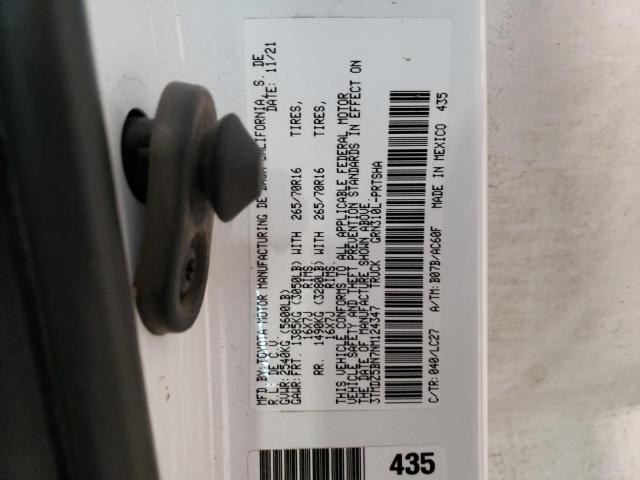 MFD.BY:TOYOTA MOTOR MANUFACTURING DE BAJA CALIFORNIA, S. DE
R.L. DE C.V. DATE: 11/21
GVWR: 2540KG (5600LB)
GAWR:FRT. 1385KG (3050LB) WITH 265/70R16 TIRES,
16X7J RIMS.
RR. 1490KG (3280LB) WITH 265/70R16 TIRES,
16X7J RIMS.
THIS VEHICLE CONFORMS TO ALL APPLICABLE FEDERAL MOTOR
VEHICLE SAFETY AND THEFT PREVENTION STANDARDS IN EFFECT ON
THE DATE OF MANUFACTURE SHOWN ABOVE.
3TMDZ5BN7NM124347 TRUCK GRN310L-PRTSHA
C/TR: 040/LC27 A/TM: B07B/AC60F MADE IN MEXICO 435
435